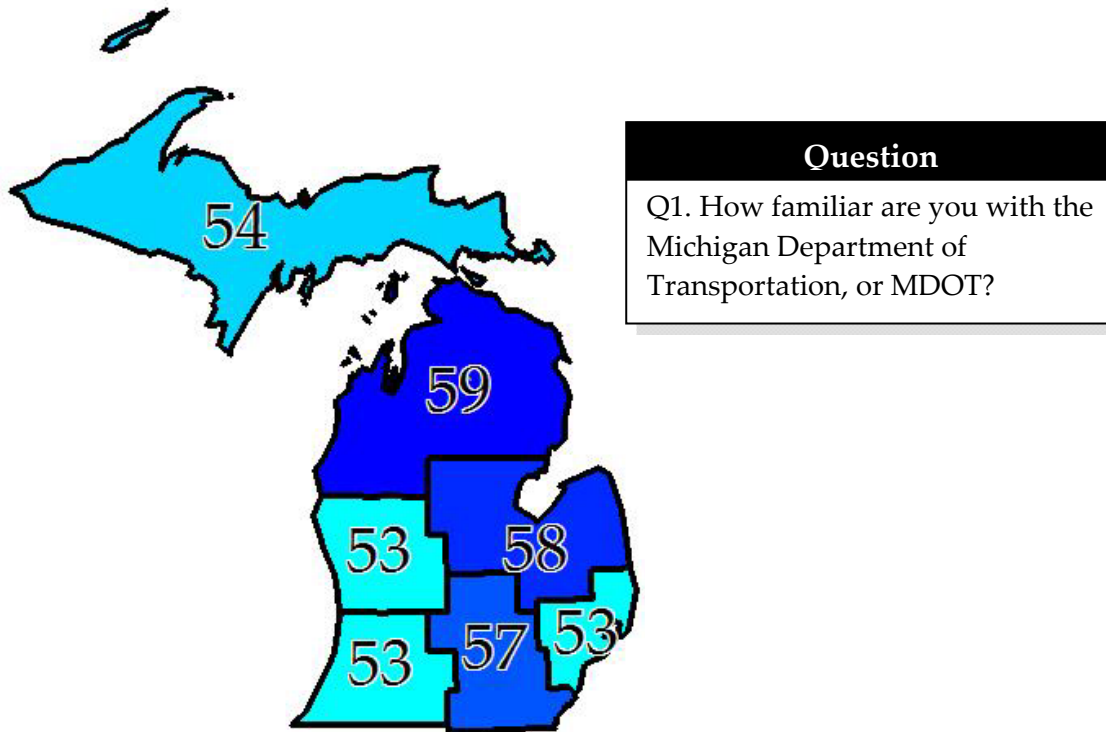 Question
Q1. How familiar are you with the
Michigan Department of
Transportation, or MDOT?
54
59
53
58
53
57
53